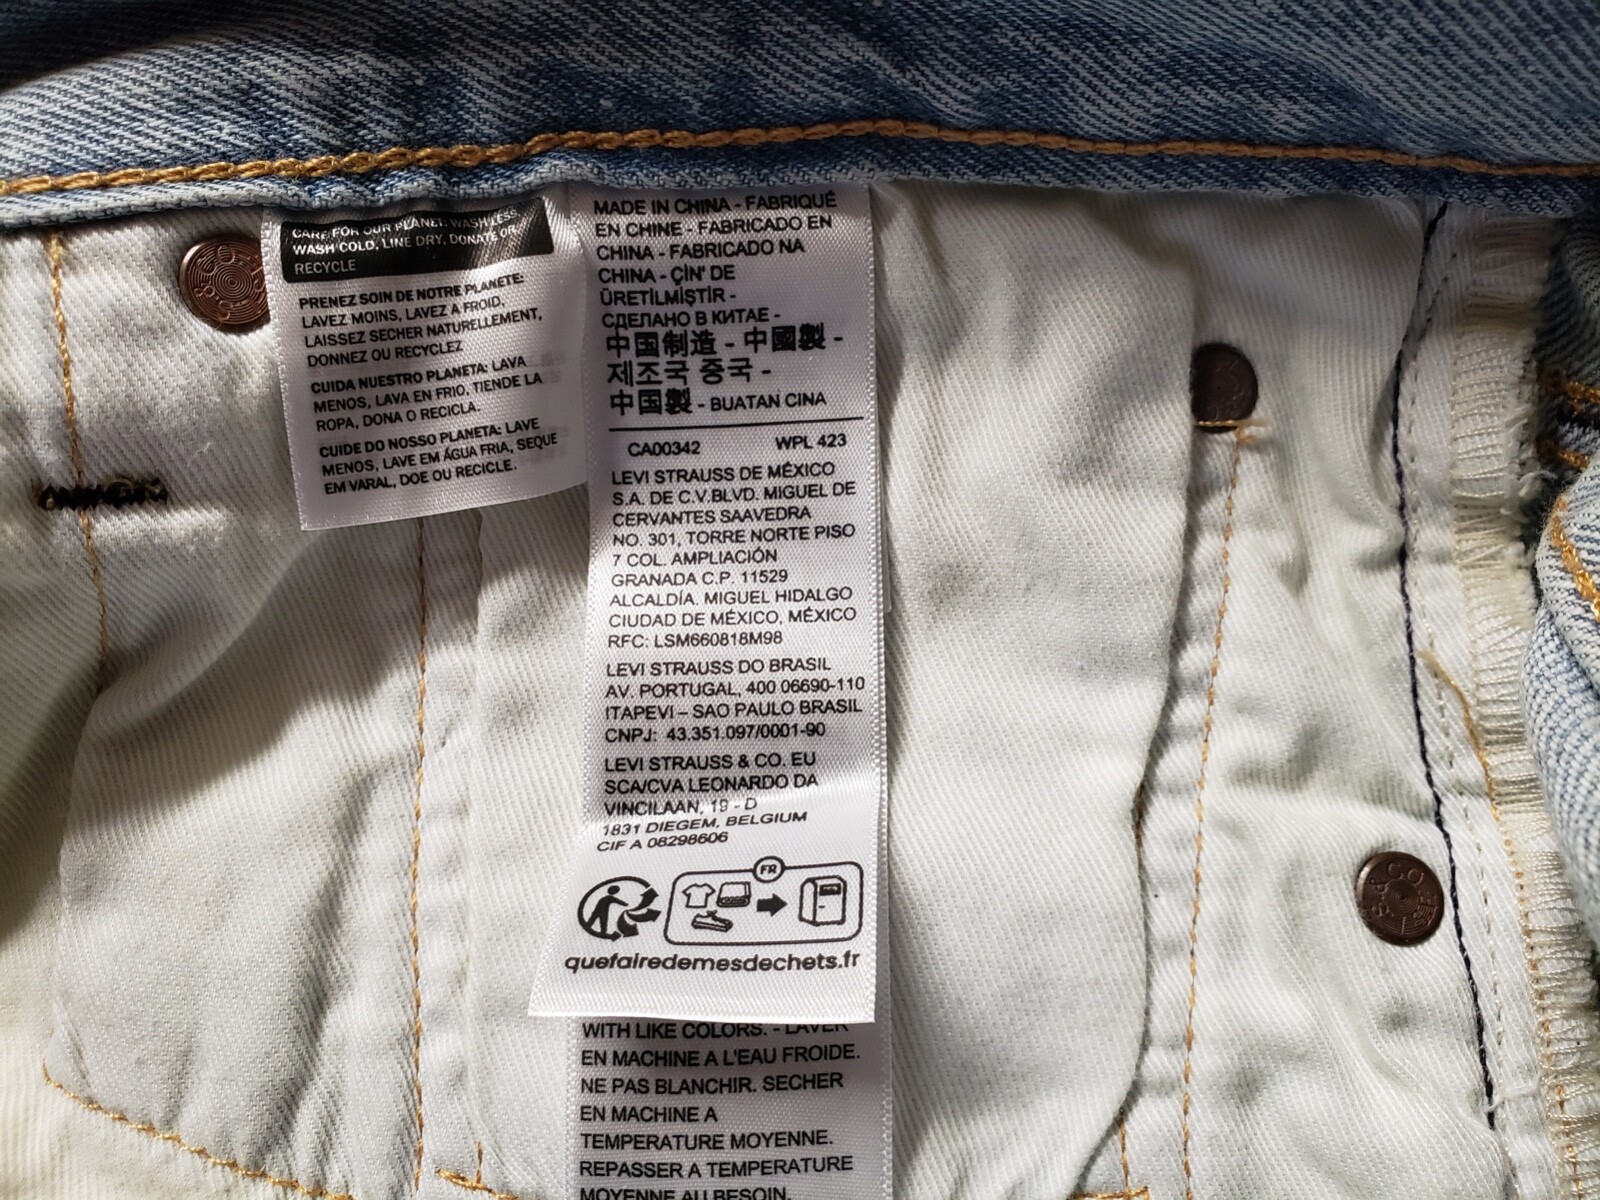 CARE FOR OUR PLANET: WASH LESS,
WASH COLD, LINE DRY, DONATE OR
RECYCLE
PRENEZ SOIN DE NOTRE PLANETE:
LAVEZ MOINS, LAVEZ A FROID,
LAISSEZ SECHER NATURELLEMENT,
DONNEZ OU RECYCLEZ
CUIDA NUESTRO PLANETA: LAVA
MENOS, LAVA EN FRIO, TIENDE LA
ROPA, DONA O RECICLA.
CUIDE DO NOSSO PLANETA: LAVE
MENOS, LAVE EM ÁGUA FRIA, SEQUE
EM VARAL, DOE OU RECICLE.
MADE IN CHINA - FABRIQUÉ
EN CHINE - FABRICADO EN
CHINA - FABRICADO NA
CHINA - ÇİN' DE
ÜRETİLMİŞTİR -
СДЕЛАНО В КИТАЕ -
中国制造 - 中國製 -
제조국 중국 -
中国製 - BUATAN CINA
CA00342 WPL 423
LEVI STRAUSS DE MÉXICO
S.A. DE C.V.BLVD. MIGUEL DE
CERVANTES SAAVEDRA
NO. 301, TORRE NORTE PISO
7 COL. AMPLIACIÓN
GRANADA C.P. 11529
ALCALDÍA. MIGUEL HIDALGO
CIUDAD DE MÉXICO, MÉXICO
RFC: LSM660818M98
LEVI STRAUSS DO BRASIL
AV. PORTUGAL, 400 06690-110
ITAPEVI – SAO PAULO BRASIL
CNPJ: 43.351.097/0001-90
LEVI STRAUSS & CO. EU
SCA/CVA LEONARDO DA
VINCILAAN, 19 - D
1831 DIEGEM, BELGIUM
CIF A 08298606
FR
quefairedemesdechets.fr
WITH LIKE COLORS. - LAVER
EN MACHINE A L'EAU FROIDE.
NE PAS BLANCHIR. SECHER
EN MACHINE A
TEMPERATURE MOYENNE.
REPASSER A TEMPERATURE
MOYENNE AU BESOIN.